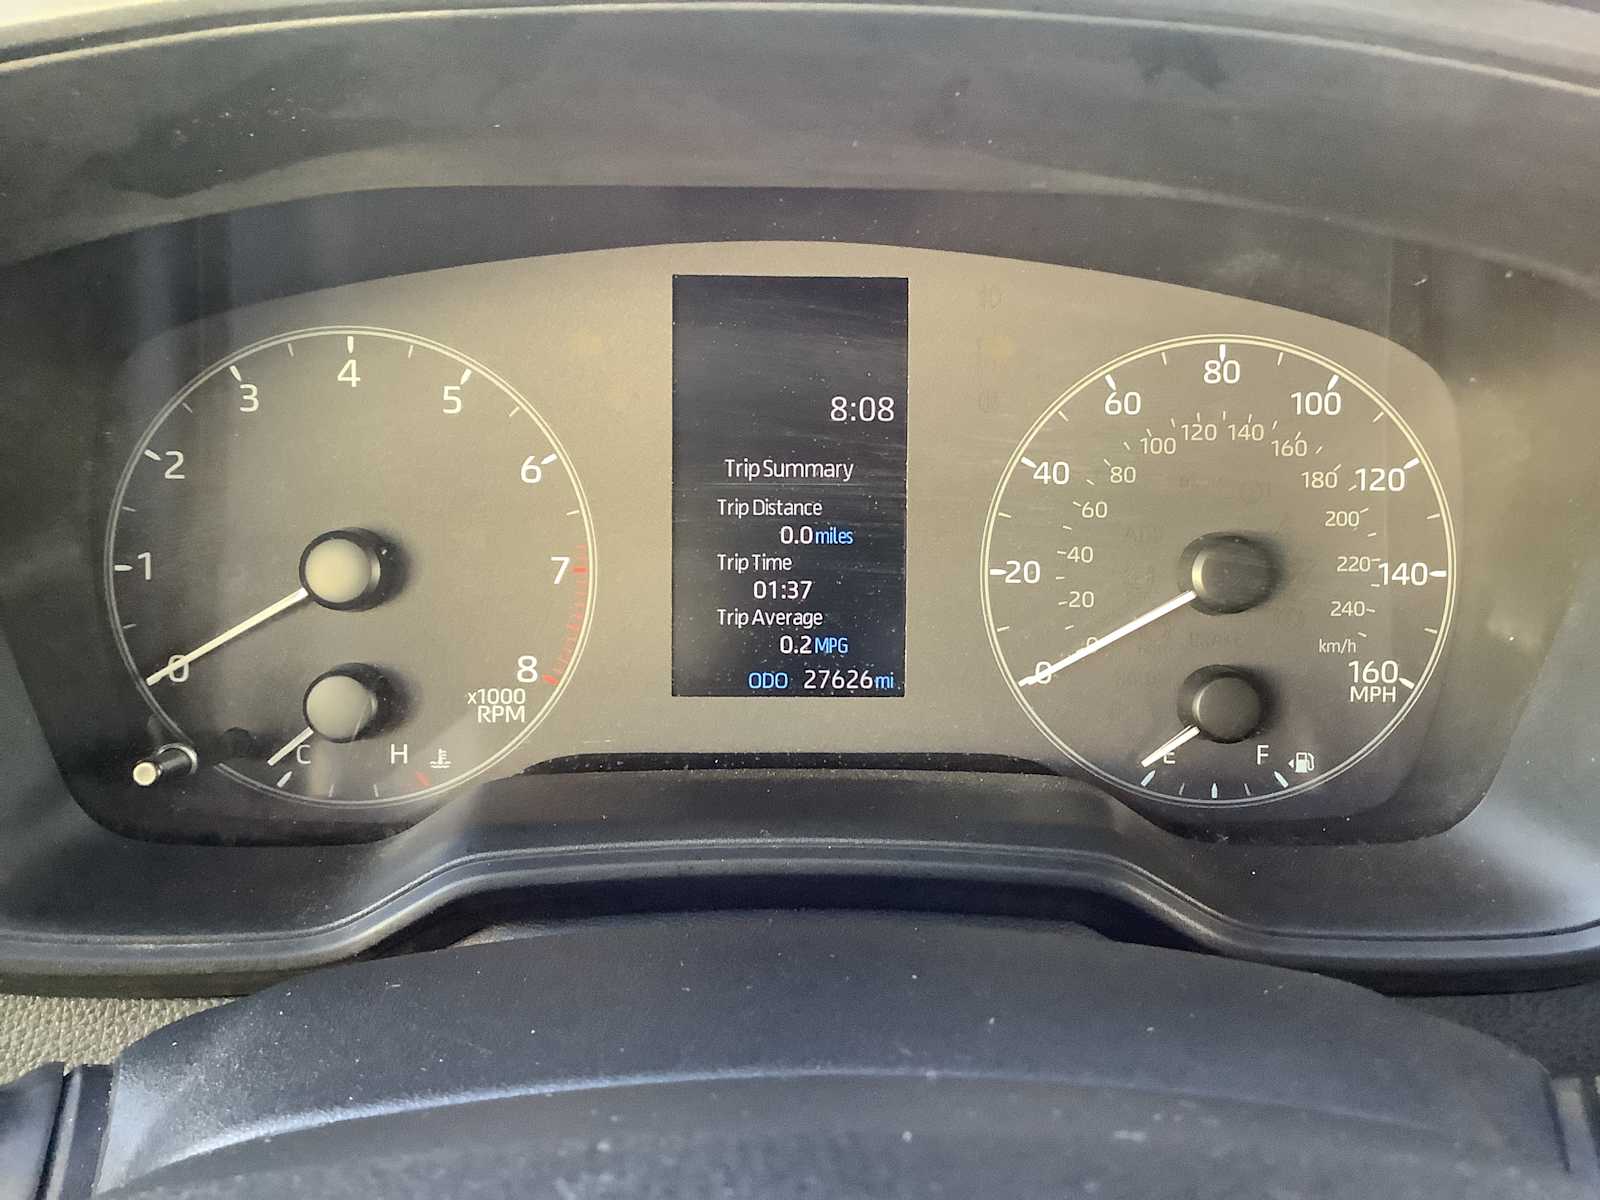 8:08
Trip Summary
Trip Distance
0.0 miles
Trip Time
01:37
Trip Average
0.2 MPG
ODO 27626 mi
0
1
2
3
4
5
6
7
8
x1000
RPM
C H
0
20
40
60
80
100
120
140
160
MPH
0
20
40
60
80
100
120
140
160
180
200
220
240
km/h
E F